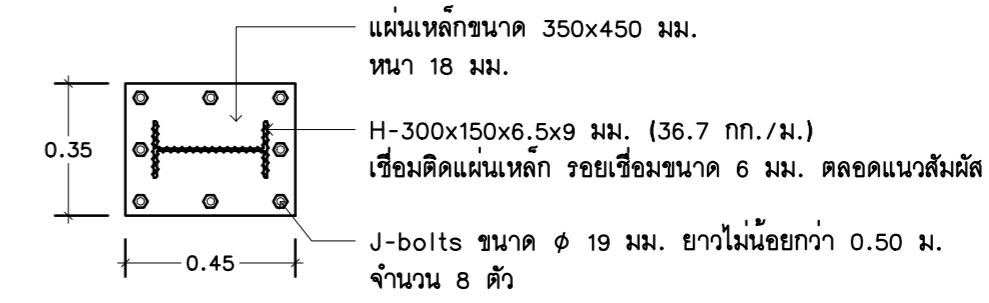 แผ่นเหล็กขนาด 350x450 มม.
หนา 18 มม.
0.35
H-300x150x6.5x9 มม. (36.7 กก./ม.)
เชื่อมติดแผ่นเหล็ก รอยเชื่อมขนาด 6 มม. ตลอดแนวสัมผัส
J-bolts ขนาด ϕ 19 มม. ยาวไม่น้อยกว่า 0.50 ม.
จำนวน 8 ตัว
0.45